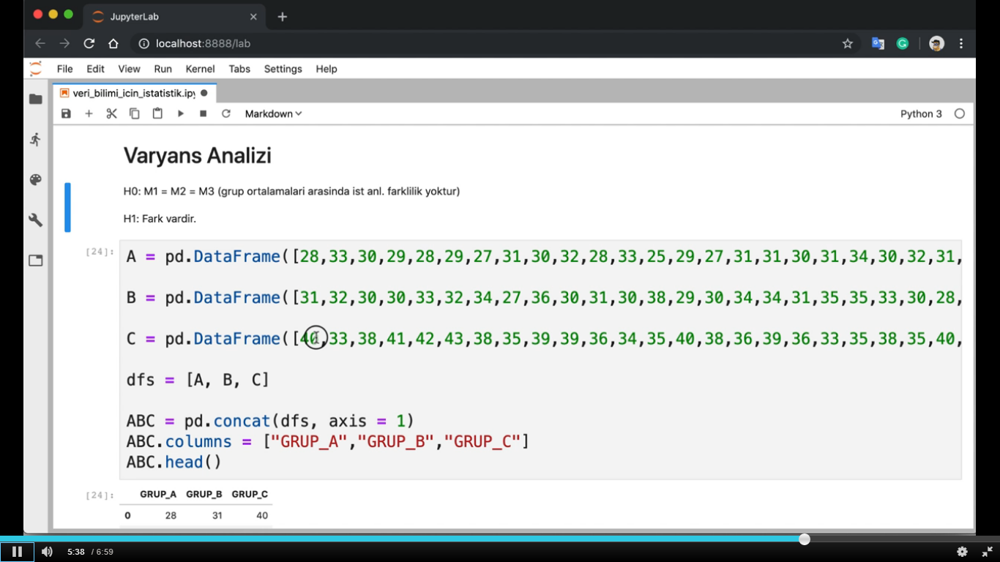 JupyterLab
localhost:8888/lab
File Edit View Run Kernel Tabs Settings Help
veri_bilimi_icin_istatistik.ipy
Markdown Python 3
Varyans Analizi
H0: M1 = M2 = M3 (grup ortalamalari arasinda ist anl. farklilik yoktur)
H1: Fark vardir.
[24]: A = pd.DataFrame([28,33,30,29,28,29,27,31,30,32,28,33,25,29,27,31,31,30,31,34,30,32,31,
B = pd.DataFrame([31,32,30,30,33,32,34,27,36,30,31,30,38,29,30,34,34,31,35,35,33,30,28,
C = pd.DataFrame([40,33,38,41,42,43,38,35,39,39,36,34,35,40,38,36,39,36,33,35,38,35,40,
dfs = [A, B, C]
ABC = pd.concat(dfs, axis = 1)
ABC.columns = ["GRUP_A","GRUP_B","GRUP_C"]
ABC.head()
[24]: GRUP_A GRUP_B GRUP_C
0 28 31 40
5:38 / 6:59